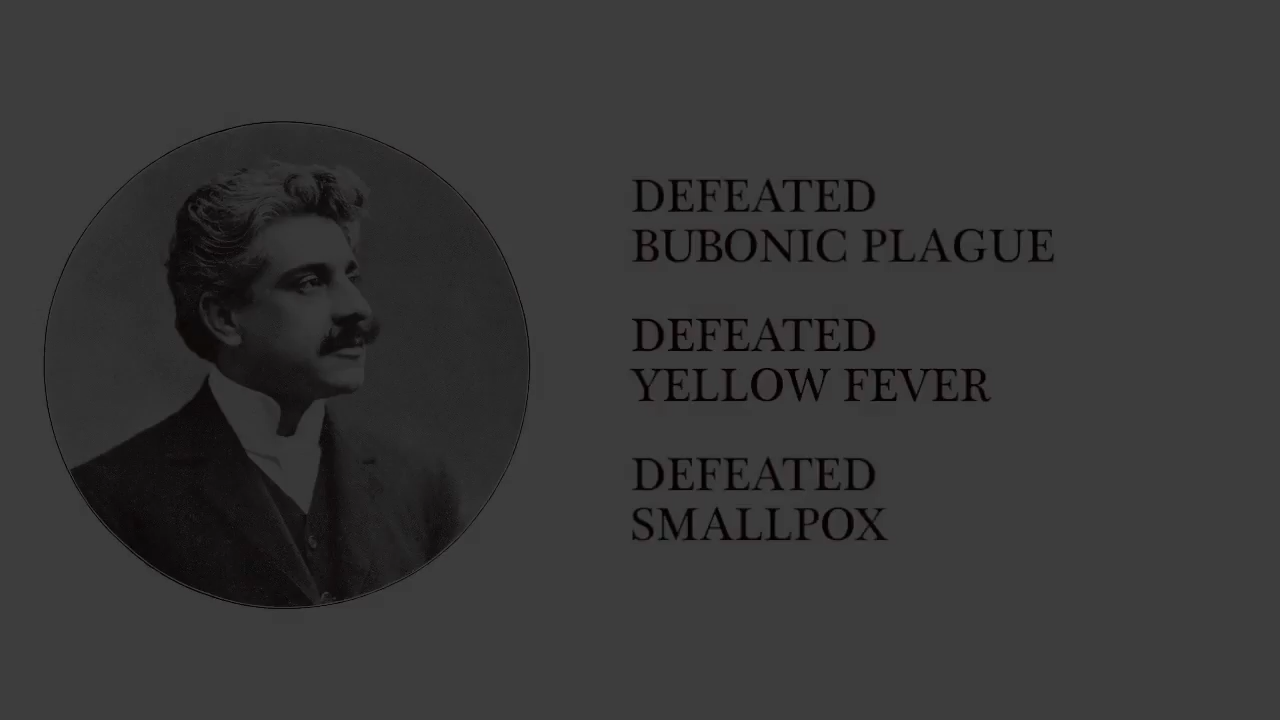 DEFEATED
BUBONIC PLAGUE
DEFEATED
YELLOW FEVER
DEFEATED
SMALLPOX